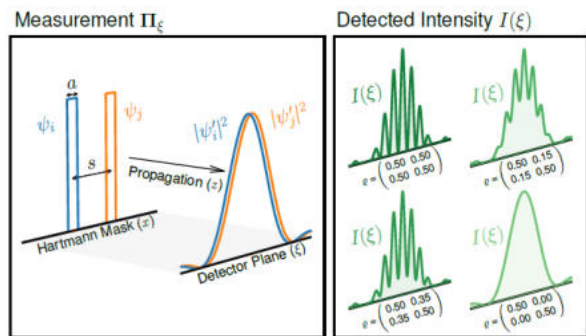 Measurement Π_ξ
a
ψ_i
ψ_j
s
Propagation (z)
|ψ'_i|²
|ψ'_j|²
Hartmann Mask (x)
Detector Plane (ξ)
Detected Intensity I(ξ)
I(ξ)
ϱ = (0.50 0.50
0.50 0.50)
I(ξ)
ϱ = (0.50 0.15
0.15 0.50)
I(ξ)
ϱ = (0.50 0.35
0.35 0.50)
I(ξ)
ϱ = (0.50 0.00
0.00 0.50)